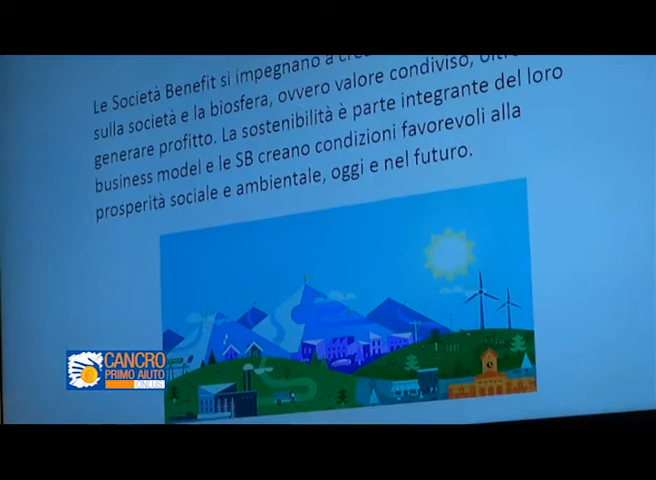 Le Società Benefit si impegnano a
sulla società e la biosfera, ovvero valore condiviso, oltre
generare profitto. La sostenibilità è parte integrante del loro
business model e le SB creano condizioni favorevoli alla
prosperità sociale e ambientale, oggi e nel futuro.
CANCRO
PRIMO AIUTO
ONLUS